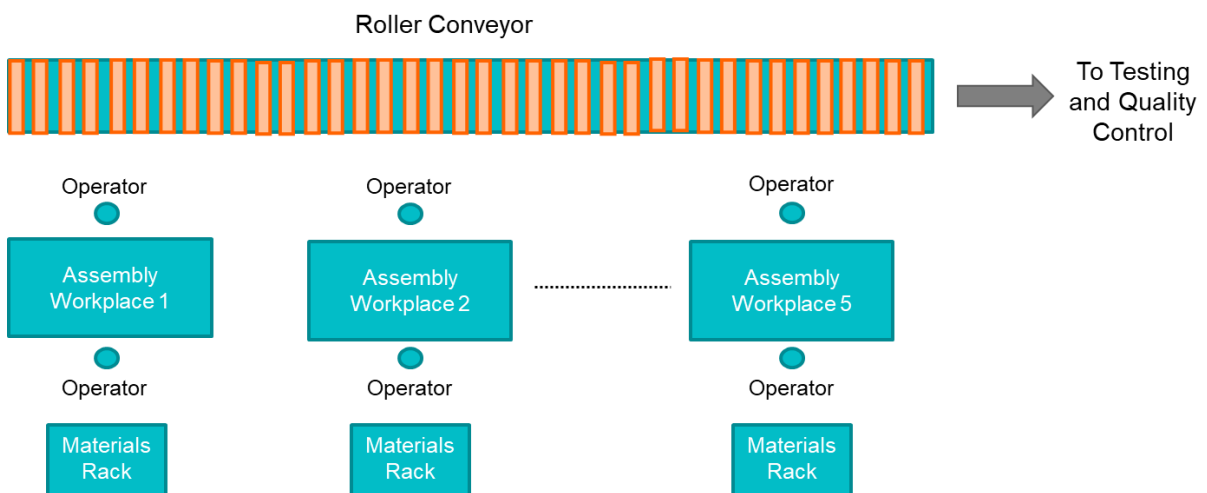 Roller Conveyor
To Testing
and Quality
Control
Operator
Operator
Operator
Assembly
Workplace 1
Assembly
Workplace 2
Assembly
Workplace 5
Operator
Operator
Operator
Materials
Rack
Materials
Rack
Materials
Rack